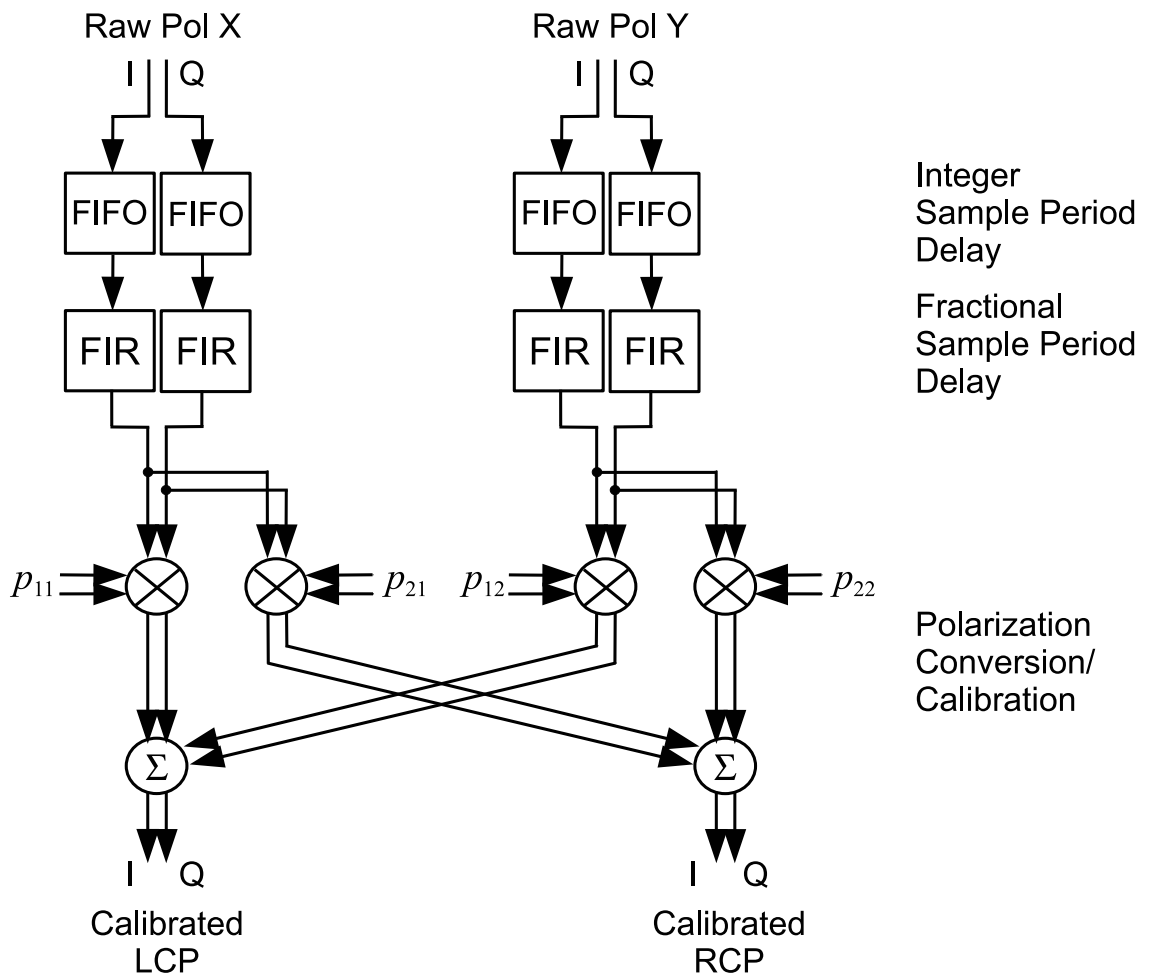 Raw Pol X
Raw Pol Y
I Q
I Q
FIFO FIFO
FIFO FIFO
Integer
Sample Period
Delay
FIR FIR
FIR FIR
Fractional
Sample Period
Delay
p11
p21
p12
p22
Polarization
Conversion/
Calibration
Σ
Σ
I Q
I Q
Calibrated
LCP
Calibrated
RCP